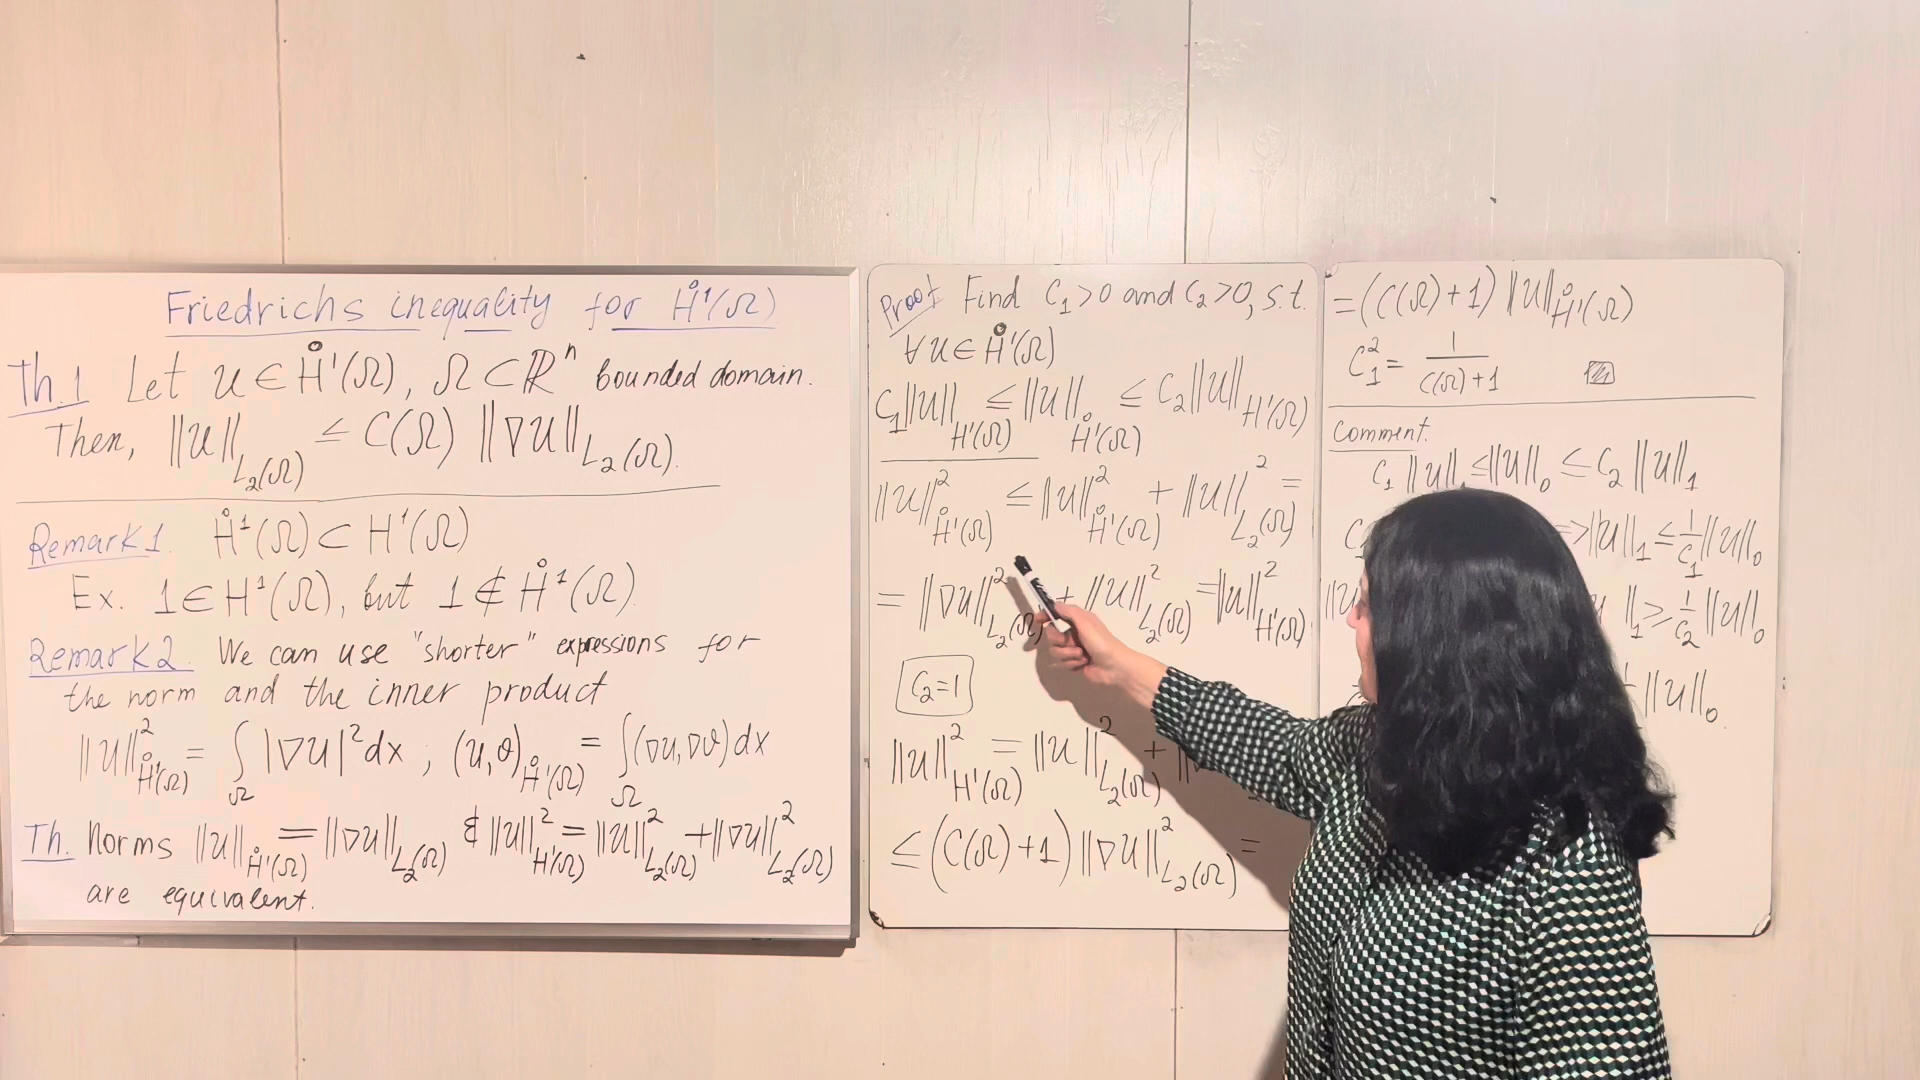 Friedrichs inequality for H̊¹(Ω)
Th.1 Let u ∈ H̊¹(Ω), Ω ⊂ ℝⁿ bounded domain.
Then, ||u||_{L₂(Ω)} ≤ C(Ω) ||∇u||_{L₂(Ω)}.
Remark 1. H̊¹(Ω) ⊂ H¹(Ω)
Ex. 1 ∈ H¹(Ω), but 1 ∉ H̊¹(Ω).
Remark 2. We can use "shorter" expressions for
the norm and the inner product
||u||²_{H̊¹(Ω)} = ∫_Ω |∇u|² dx ; (u,ϑ)_{H̊¹(Ω)} = ∫_Ω (∇u,∇ϑ) dx
Th. Norms ||u||_{H̊¹(Ω)} = ||∇u||_{L₂(Ω)} & ||u||²_{H¹(Ω)} = ||u||²_{L₂(Ω)} + ||∇u||²_{L₂(Ω)}
are equivalent.
Proof Find C₁>0 and C₂>0, s.t.
∀ u ∈ H̊¹(Ω)
C₁||u||_{H¹(Ω)} ≤ ||u||_{H̊¹(Ω)} ≤ C₂||u||_{H¹(Ω)}
||u||²_{H̊¹(Ω)} ≤ ||u||²_{H̊¹(Ω)} + ||u||²_{L₂(Ω)} =
= ||∇u||²_{L₂(Ω)} + ||u||²_{L₂(Ω)} = ||u||²_{H¹(Ω)}
C₂=1
||u||²_{H¹(Ω)} = ||u||²_{L₂(Ω)} +
≤ (C(Ω)+1) ||∇u||²_{L₂(Ω)} =
= (C(Ω)+1) ||u||_{H̊¹(Ω)}
C₁² = 1/(C(Ω)+1)
Comment.
C₁ ||u||₁ ≤ ||u||₀ ≤ C₂ ||u||₁
=> ||u||₁ ≤ 1/C₁ ||u||₀
||₁ ≥ 1/C₂ ||u||₀
||u||₀.